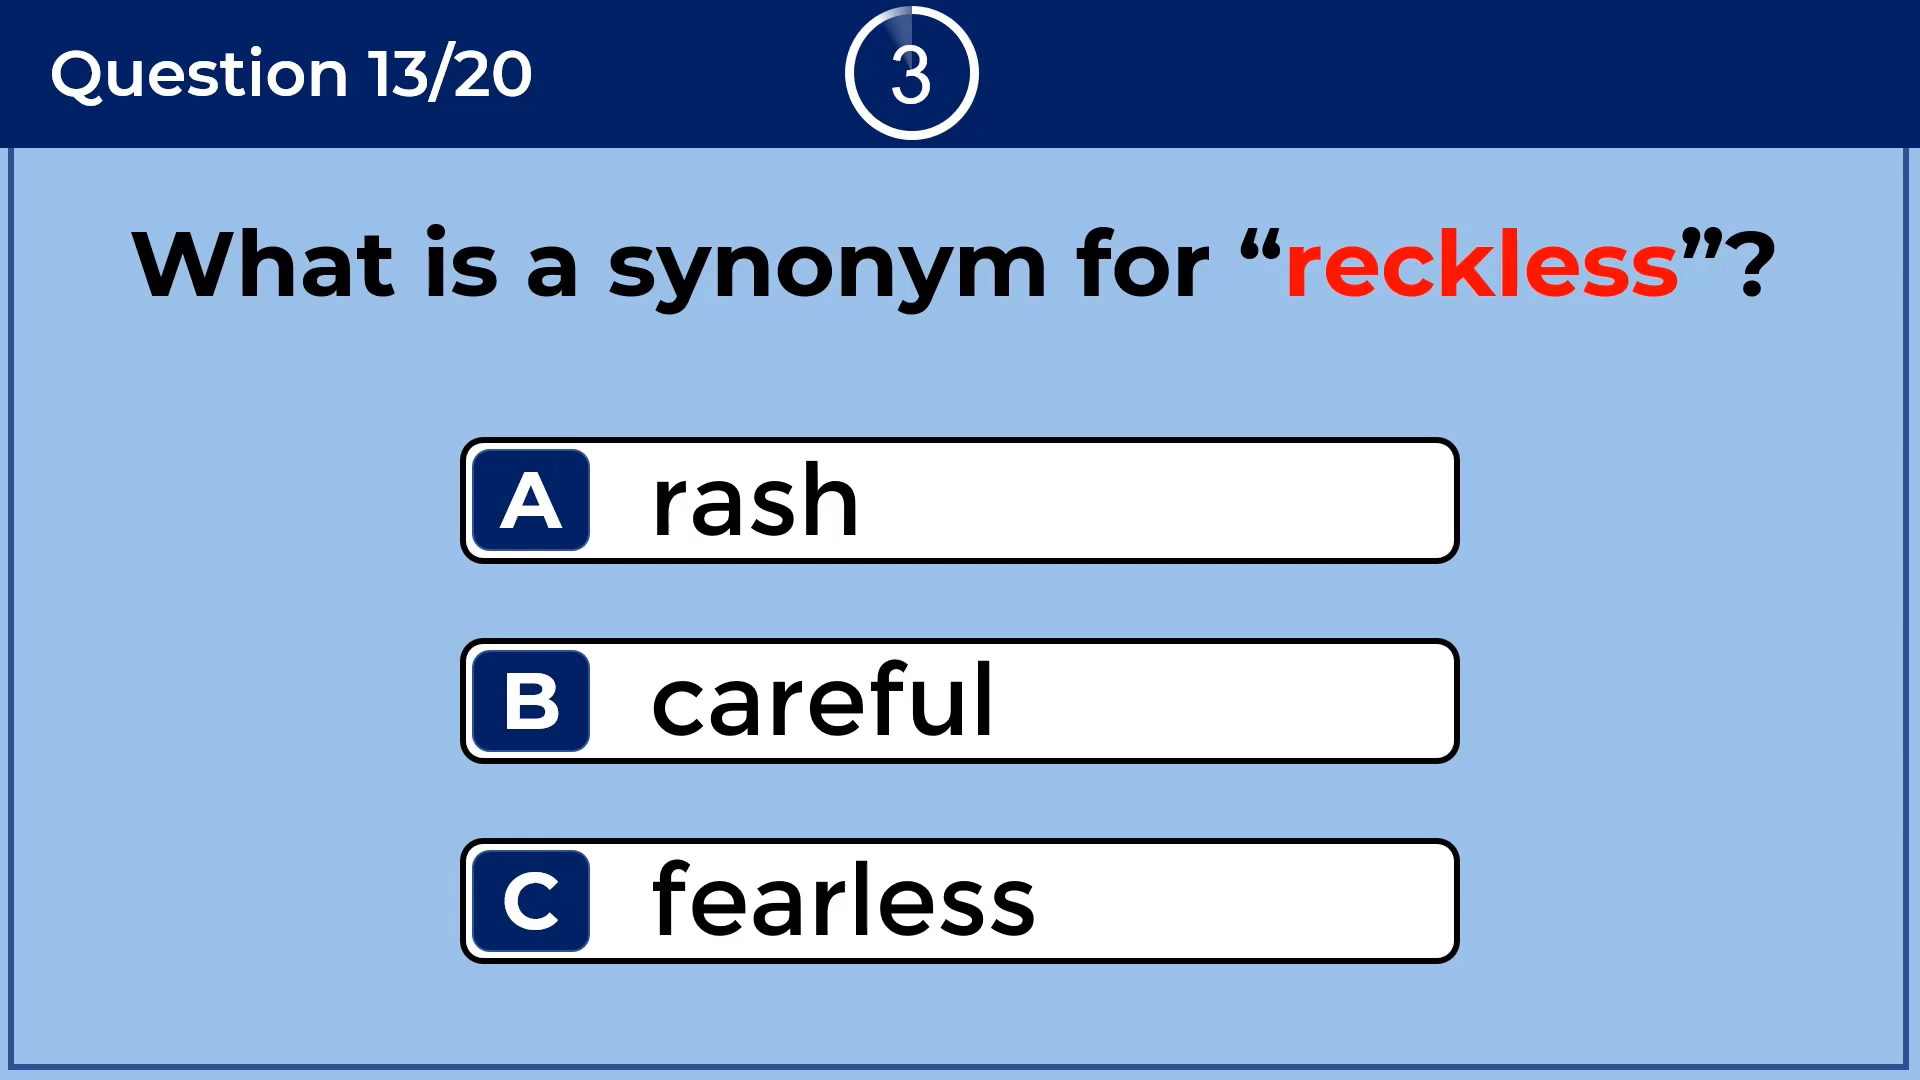 Question 13/20
3
What is a synonym for “reckless”?
A rash
B careful
C fearless